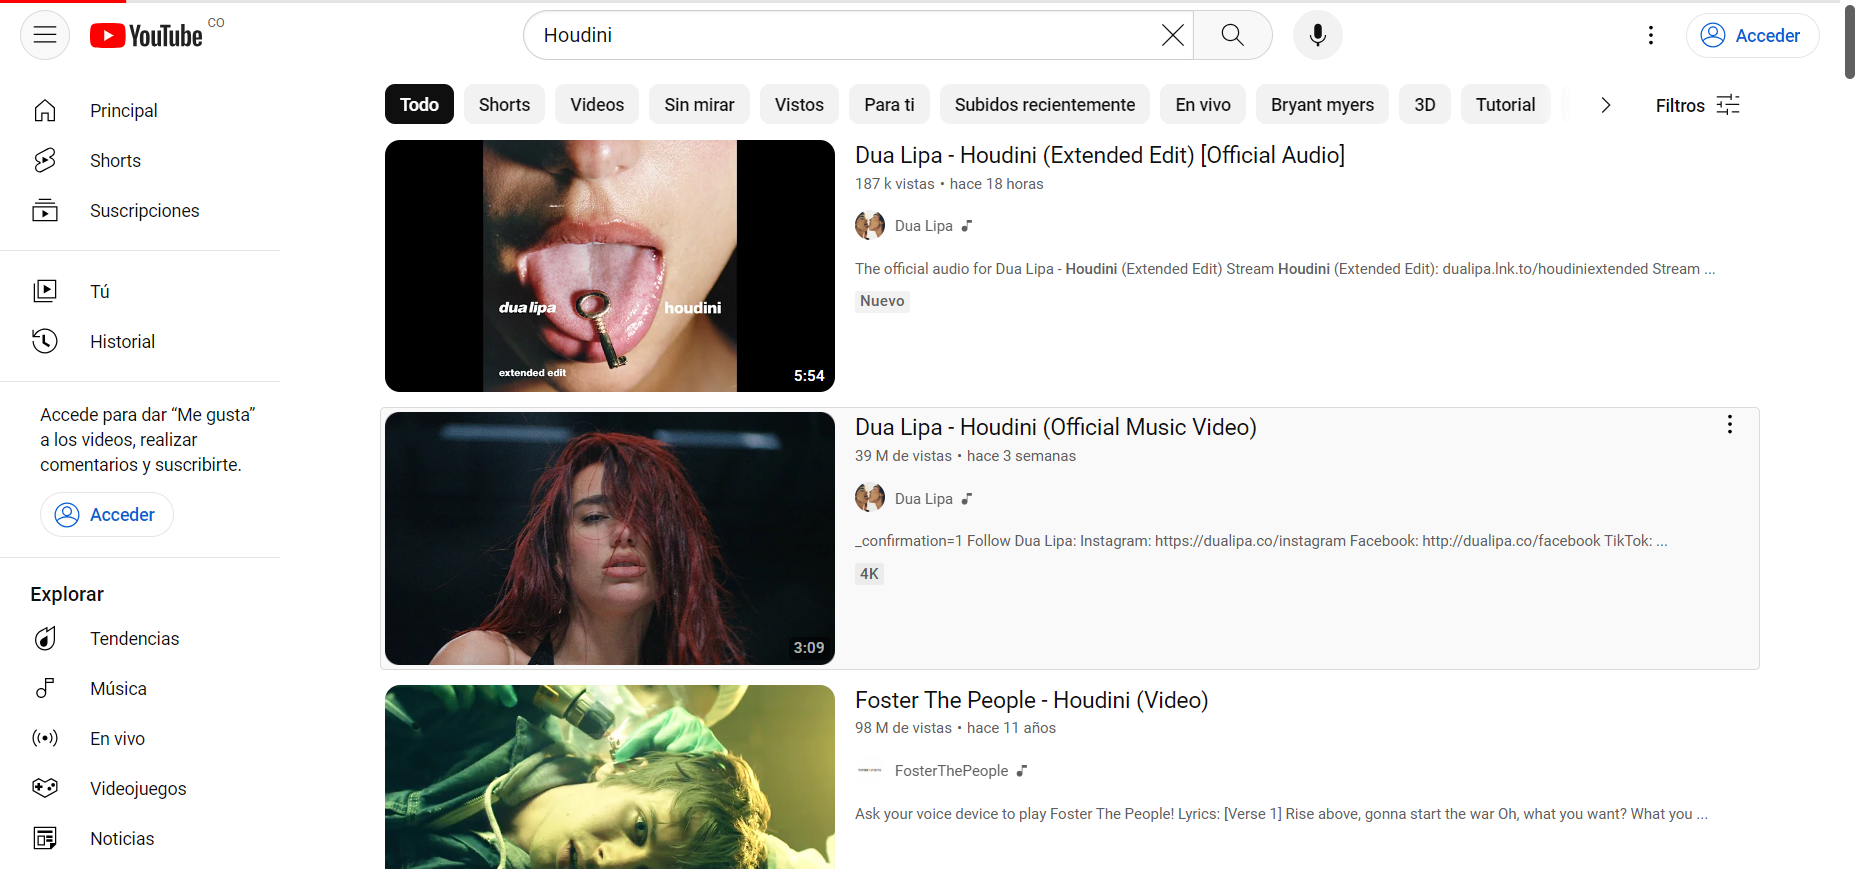 YouTube CO
Houdini
Acceder
Principal
Shorts
Suscripciones
Tú
Historial
Accede para dar “Me gusta”
a los videos, realizar
comentarios y suscribirte.
Acceder
Explorar
Tendencias
Música
En vivo
Videojuegos
Noticias
Todo Shorts Videos Sin mirar Vistos Para ti Subidos recientemente En vivo Bryant myers 3D Tutorial Filtros
dua lipa houdini
extended edit
5:54
Dua Lipa - Houdini (Extended Edit) [Official Audio]
187 k vistas • hace 18 horas
Dua Lipa
The official audio for Dua Lipa - Houdini (Extended Edit) Stream Houdini (Extended Edit): dualipa.lnk.to/houdiniextended Stream ...
Nuevo
3:09
Dua Lipa - Houdini (Official Music Video)
39 M de vistas • hace 3 semanas
Dua Lipa
_confirmation=1 Follow Dua Lipa: Instagram: https://dualipa.co/instagram Facebook: http://dualipa.co/facebook TikTok: ...
4K
Foster The People - Houdini (Video)
98 M de vistas • hace 11 años
FosterThePeople
Ask your voice device to play Foster The People! Lyrics: [Verse 1] Rise above, gonna start the war Oh, what you want? What you ...